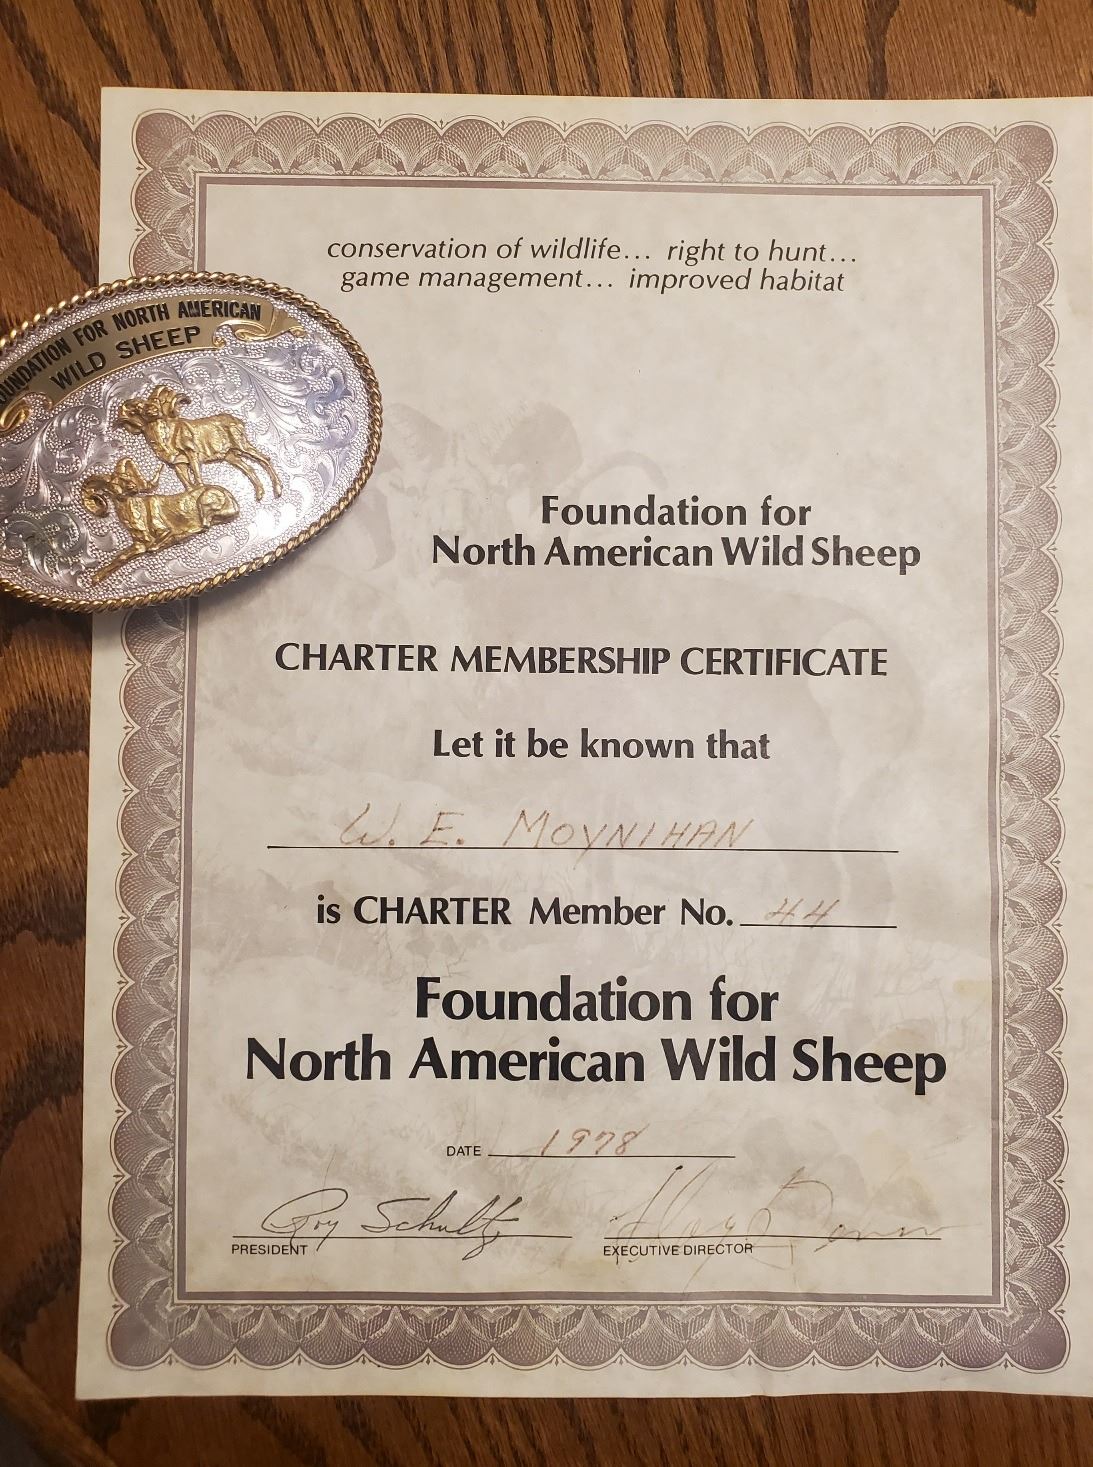 conservation of wildlife... right to hunt...
game management... improved habitat
FOUNDATION FOR NORTH AMERICAN
WILD SHEEP
Foundation for
North American Wild Sheep
CHARTER MEMBERSHIP CERTIFICATE
Let it be known that
W. E. MOYNIHAN
is CHARTER Member No. 44
Foundation for
North American Wild Sheep
DATE 1978
Roy Schultz
PRESIDENT EXECUTIVE DIRECTOR